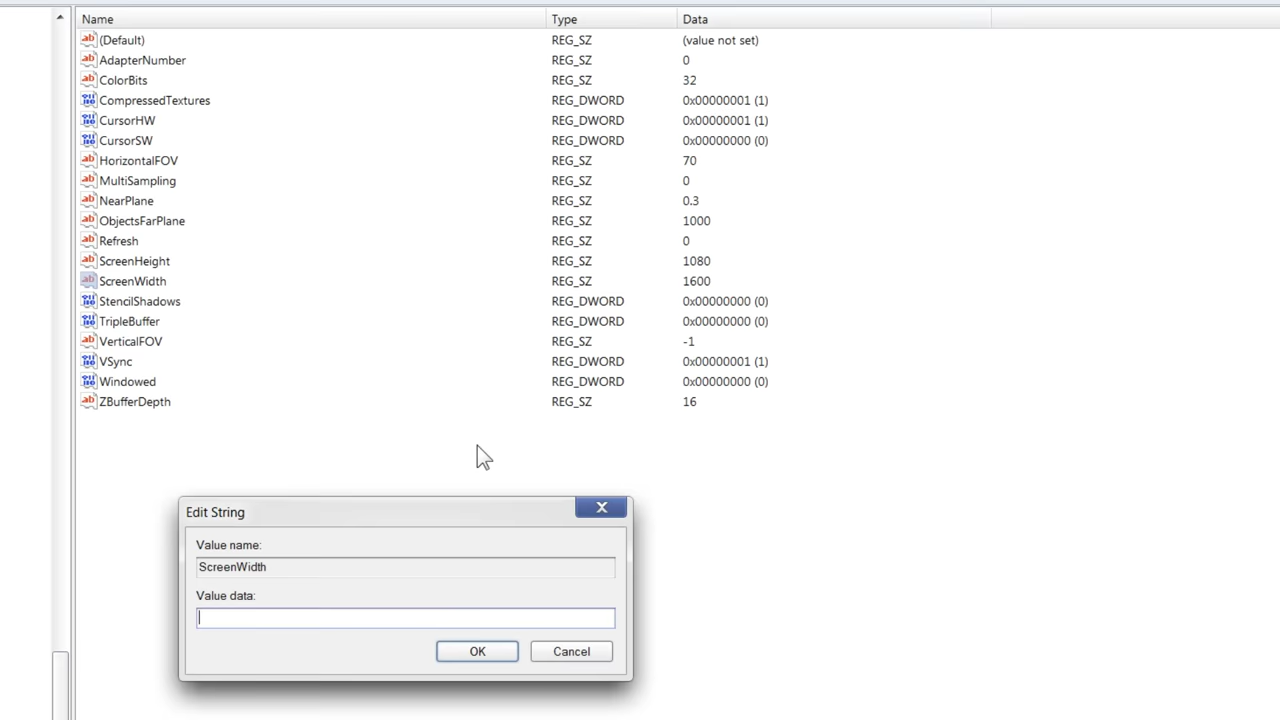 Name Type Data
(Default) REG_SZ (value not set)
AdapterNumber REG_SZ 0
ColorBits REG_SZ 32
CompressedTextures REG_DWORD 0x00000001 (1)
CursorHW REG_DWORD 0x00000001 (1)
CursorSW REG_DWORD 0x00000000 (0)
HorizontalFOV REG_SZ 70
MultiSampling REG_SZ 0
NearPlane REG_SZ 0.3
ObjectsFarPlane REG_SZ 1000
Refresh REG_SZ 0
ScreenHeight REG_SZ 1080
ScreenWidth REG_SZ 1600
StencilShadows REG_DWORD 0x00000000 (0)
TripleBuffer REG_DWORD 0x00000000 (0)
VerticalFOV REG_SZ -1
VSync REG_DWORD 0x00000001 (1)
Windowed REG_DWORD 0x00000000 (0)
ZBufferDepth REG_SZ 16
Edit String
Value name:
ScreenWidth
Value data:
OK Cancel